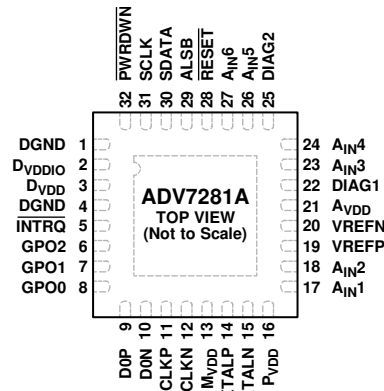 PWRDWN 32
SCLK 31
SDATA 30
ALSB 29
RESET 28
AIN6 27
AIN5 26
DIAG2 25
DGND 1
DVDDIO 2
DVDD 3
DGND 4
INTRQ 5
GPO2 6
GPO1 7
GPO0 8
ADV7281A
TOP VIEW
(Not to Scale)
24 AIN4
23 AIN3
22 DIAG1
21 AVDD
20 VREFN
19 VREFP
18 AIN2
17 AIN1
D0P 9
D0N 10
CLKP 11
CLKN 12
MVDD 13
TALP 14
TALN 15
PVDD 16